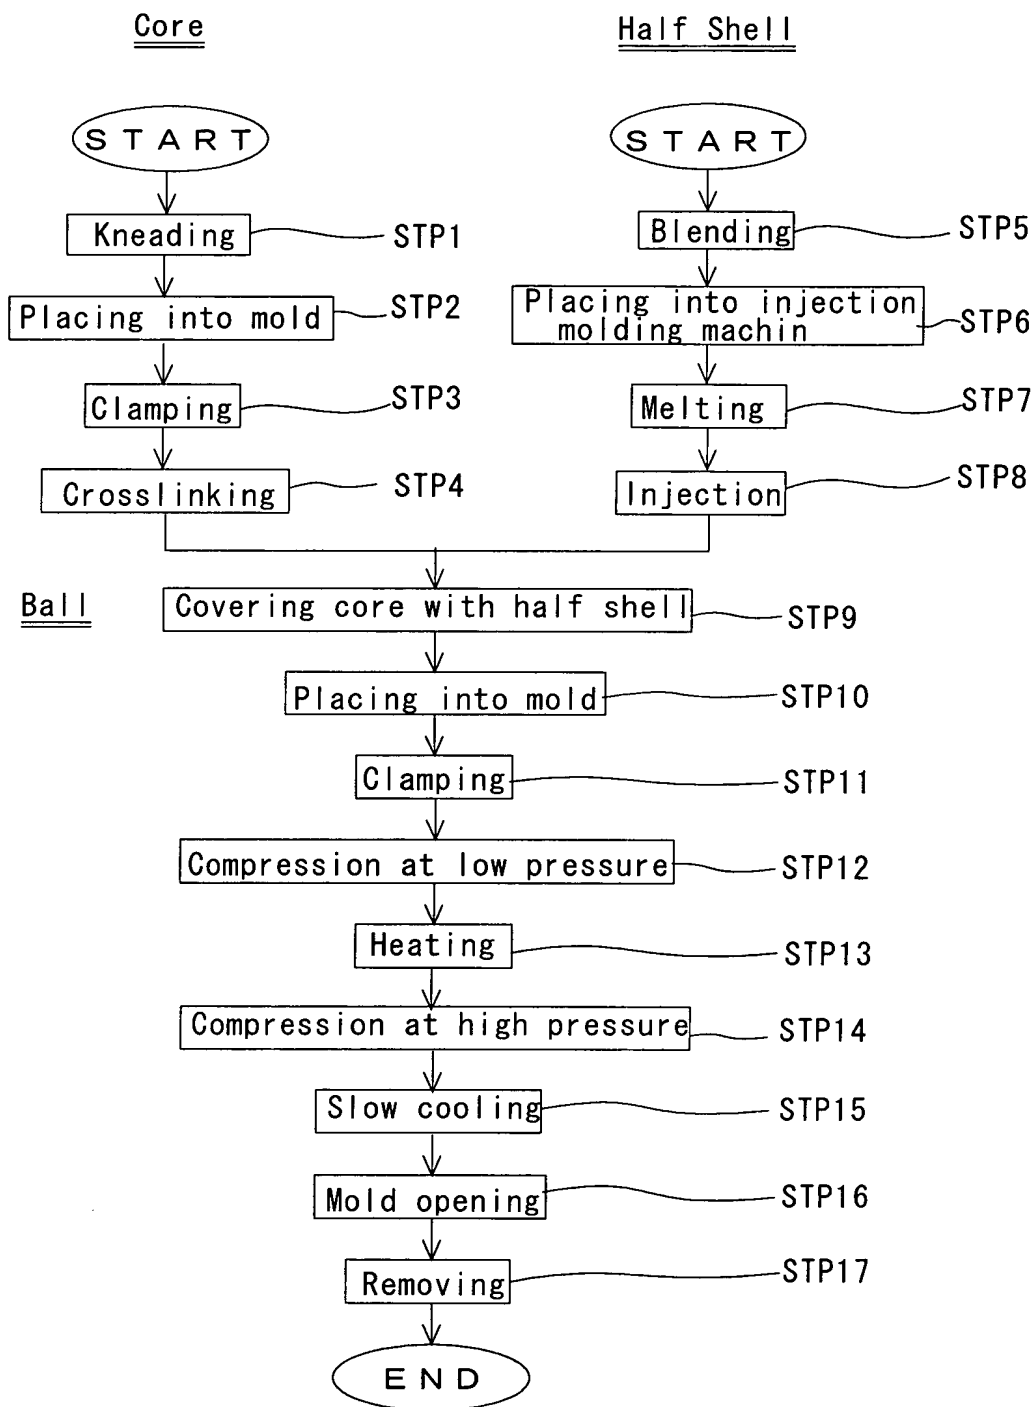 Core
Half Shell
START
START
Kneading
STP1
Blending
STP5
Placing into mold
STP2
Placing into injection
molding machin
STP6
Clamping
STP3
Melting
STP7
Crosslinking
STP4
Injection
STP8
Ball
Covering core with half shell
STP9
Placing into mold
STP10
Clamping
STP11
Compression at low pressure
STP12
Heating
STP13
Compression at high pressure
STP14
Slow cooling
STP15
Mold opening
STP16
Removing
STP17
END